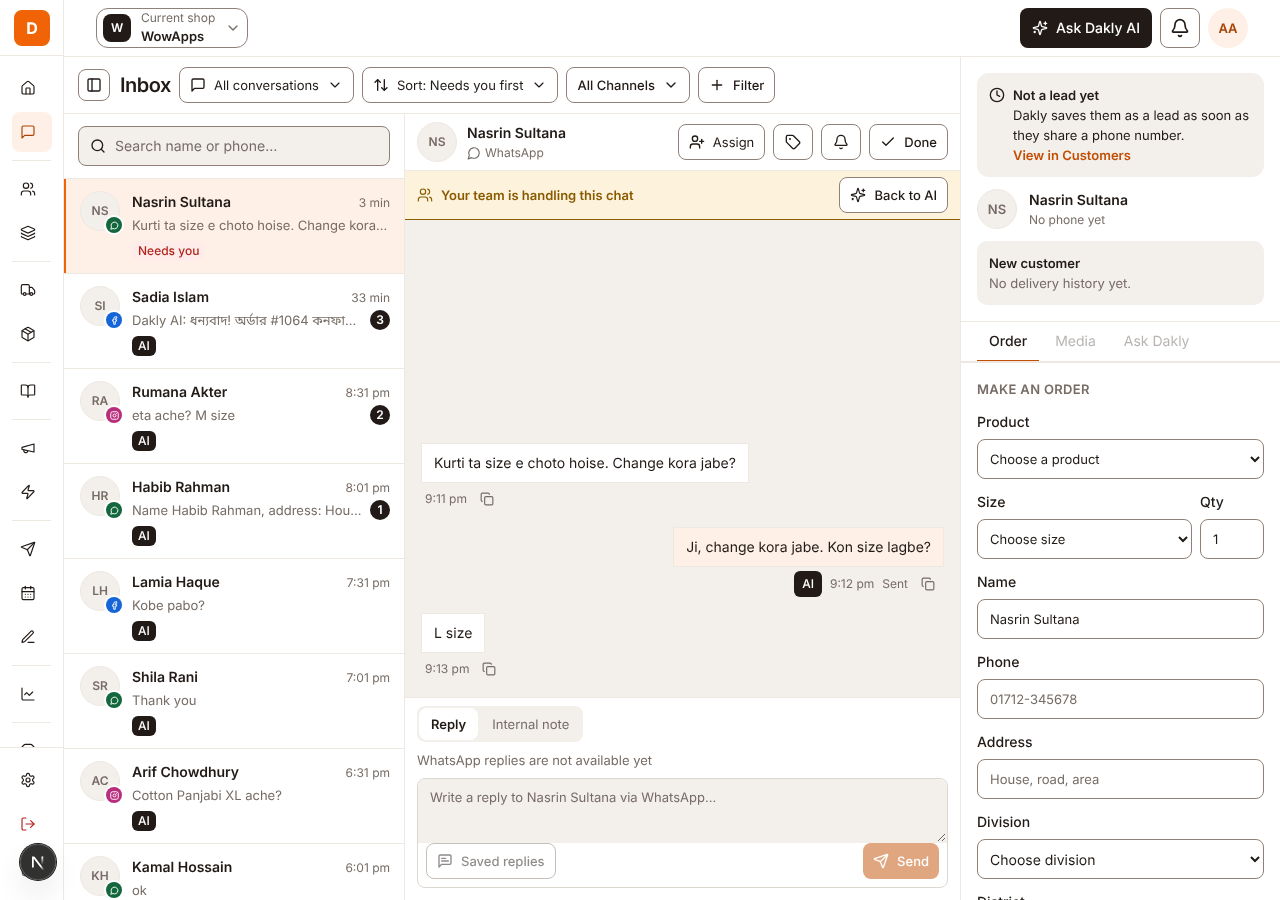 D
W
Current shop
WowApps
Ask Dakly AI
AA
Inbox
All conversations
Sort: Needs you first
All Channels
Filter
Search name or phone...
NS
Nasrin Sultana
3 min
Kurti ta size e choto hoise. Change kora...
Needs you
SI
Sadia Islam
33 min
Dakly AI: ধন্যবাদ! অর্ডার #1064 কনফা...
3
AI
RA
Rumana Akter
8:31 pm
eta ache? M size
2
AI
HR
Habib Rahman
8:01 pm
Name Habib Rahman, address: Hou...
1
AI
LH
Lamia Haque
7:31 pm
Kobe pabo?
AI
SR
Shila Rani
7:01 pm
Thank you
AI
AC
Arif Chowdhury
6:31 pm
Cotton Panjabi XL ache?
AI
KH
Kamal Hossain
6:01 pm
ok
N
NS
Nasrin Sultana
WhatsApp
Assign
Done
Your team is handling this chat
Back to AI
Kurti ta size e choto hoise. Change kora jabe?
9:11 pm
Ji, change kora jabe. Kon size lagbe?
AI
9:12 pm
Sent
L size
9:13 pm
Reply
Internal note
WhatsApp replies are not available yet
Write a reply to Nasrin Sultana via WhatsApp...
Saved replies
Send
Not a lead yet
Dakly saves them as a lead as soon as
they share a phone number.
View in Customers
NS
Nasrin Sultana
No phone yet
New customer
No delivery history yet.
Order
Media
Ask Dakly
MAKE AN ORDER
Product
Choose a product
Size
Qty
Choose size
1
Name
Nasrin Sultana
Phone
01712-345678
Address
House, road, area
Division
Choose division
District